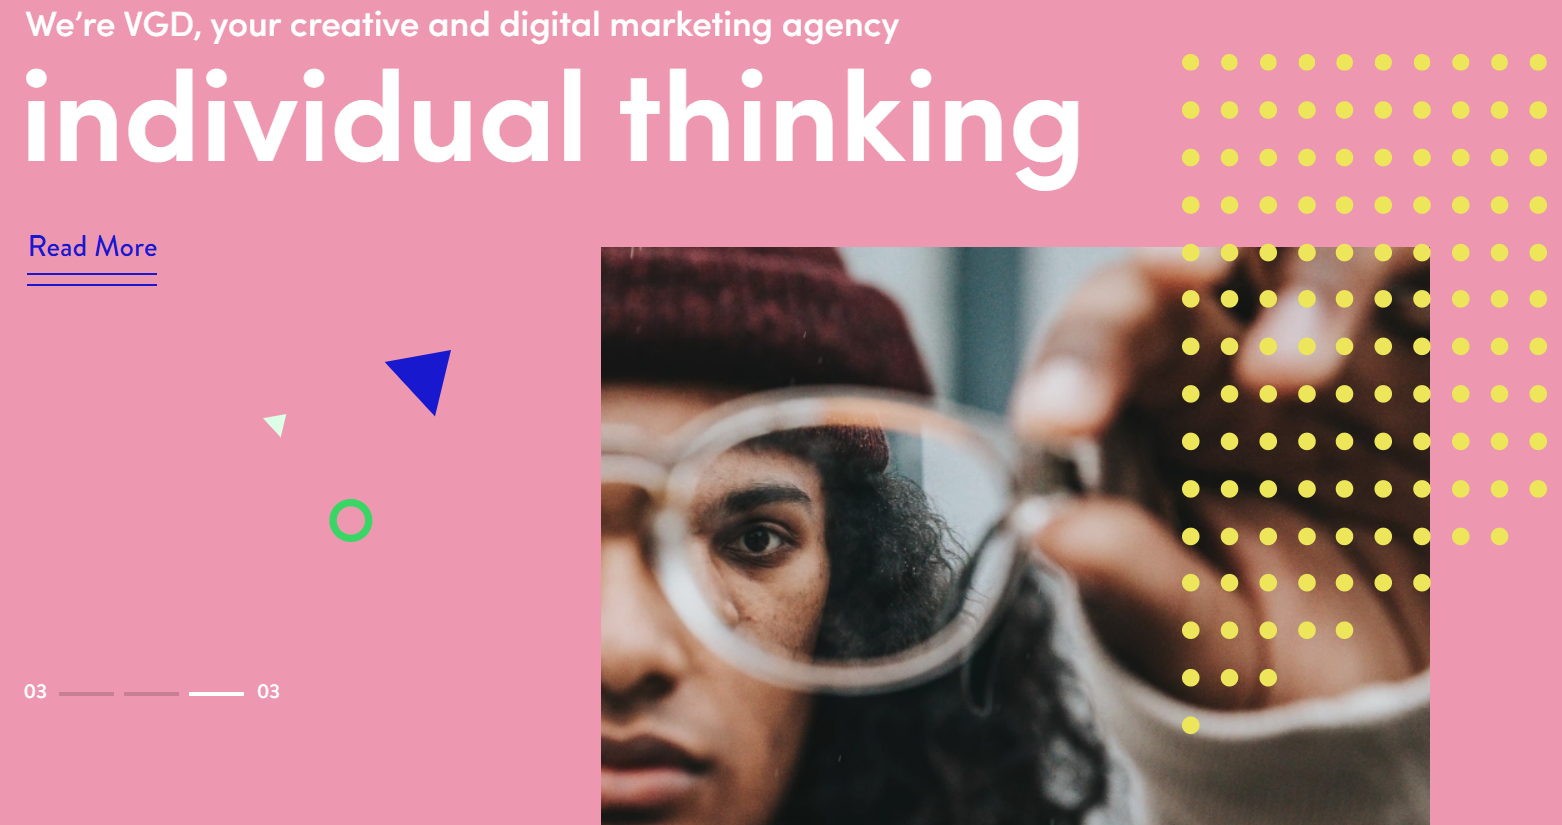 We’re VGD, your creative and digital marketing agency
individual thinking
Read More
03 03